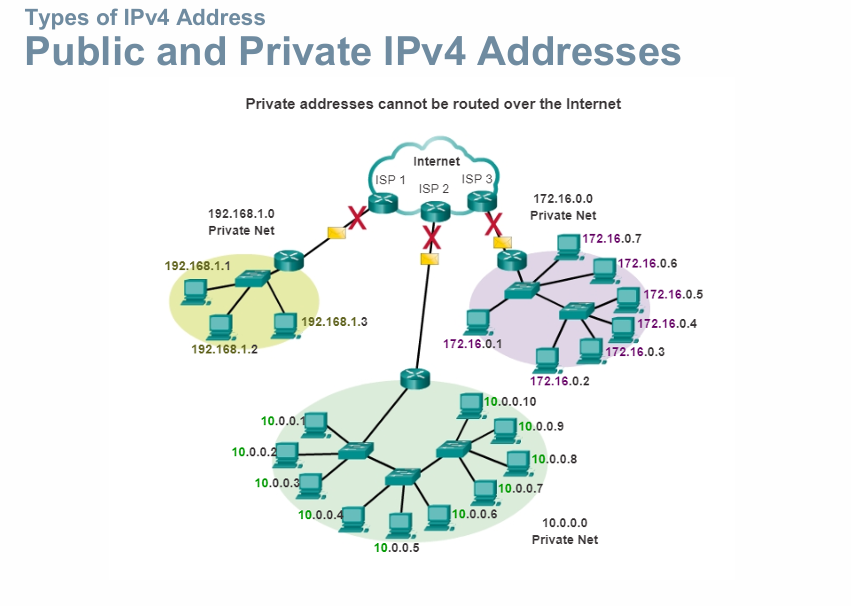 Types of IPv4 Address
Public and Private IPv4 Addresses
Private addresses cannot be routed over the Internet
Internet
ISP 1
ISP 2
ISP 3
192.168.1.0
Private Net
172.16.0.0
Private Net
192.168.1.1
192.168.1.2
192.168.1.3
172.16.0.7
172.16.0.6
172.16.0.5
172.16.0.4
172.16.0.3
172.16.0.2
172.16.0.1
10.0.0.1
10.0.0.2
10.0.0.3
10.0.0.4
10.0.0.5
10.0.0.6
10.0.0.7
10.0.0.8
10.0.0.9
10.0.0.10
10.0.0.0
Private Net